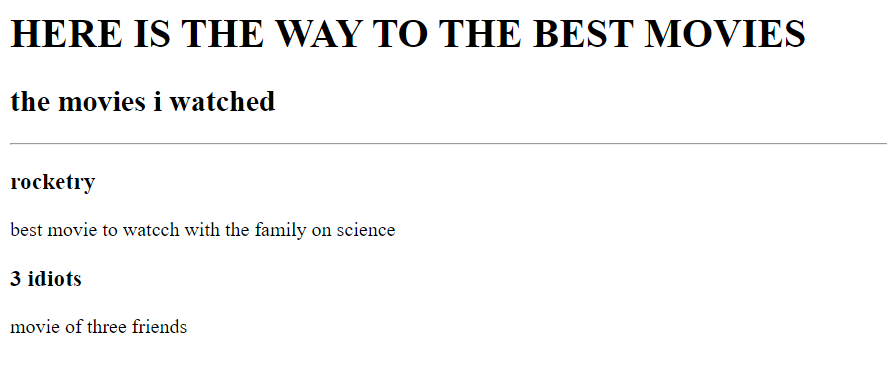 HERE IS THE WAY TO THE BEST MOVIES
the movies i watched
rocketry
best movie to watcch with the family on science
3 idiots
movie of three friends